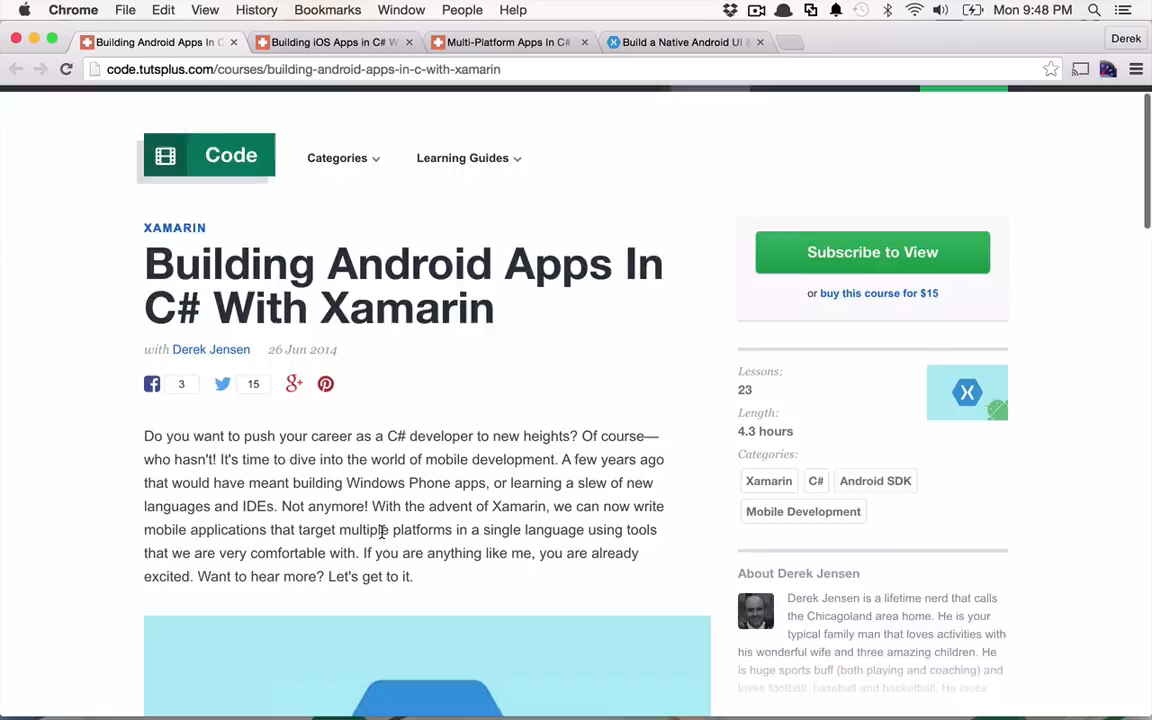 Chrome File Edit View History Bookmarks Window People Help Mon 9:48 PM
Building Android Apps In C Building iOS Apps in C# W Multi-Platform Apps In C# Build a Native Android UI & Derek
code.tutsplus.com/courses/building-android-apps-in-c-with-xamarin
Code Categories Learning Guides
XAMARIN
Building Android Apps In
C# With Xamarin
with Derek Jensen 26 Jun 2014
3 15
Do you want to push your career as a C# developer to new heights? Of course—
who hasn't! It's time to dive into the world of mobile development. A few years ago
that would have meant building Windows Phone apps, or learning a slew of new
languages and IDEs. Not anymore! With the advent of Xamarin, we can now write
mobile applications that target multiple platforms in a single language using tools
that we are very comfortable with. If you are anything like me, you are already
excited. Want to hear more? Let's get to it.
Subscribe to View
or buy this course for $15
Lessons:
23
Length:
4.3 hours
Categories:
Xamarin C# Android SDK
Mobile Development
About Derek Jensen
Derek Jensen is a lifetime nerd that calls
the Chicagoland area home. He is your
typical family man that loves activities with
his wonderful wife and three amazing children. He
is huge sports buff (both playing and coaching) and
loves football, baseball and basketball. He loves